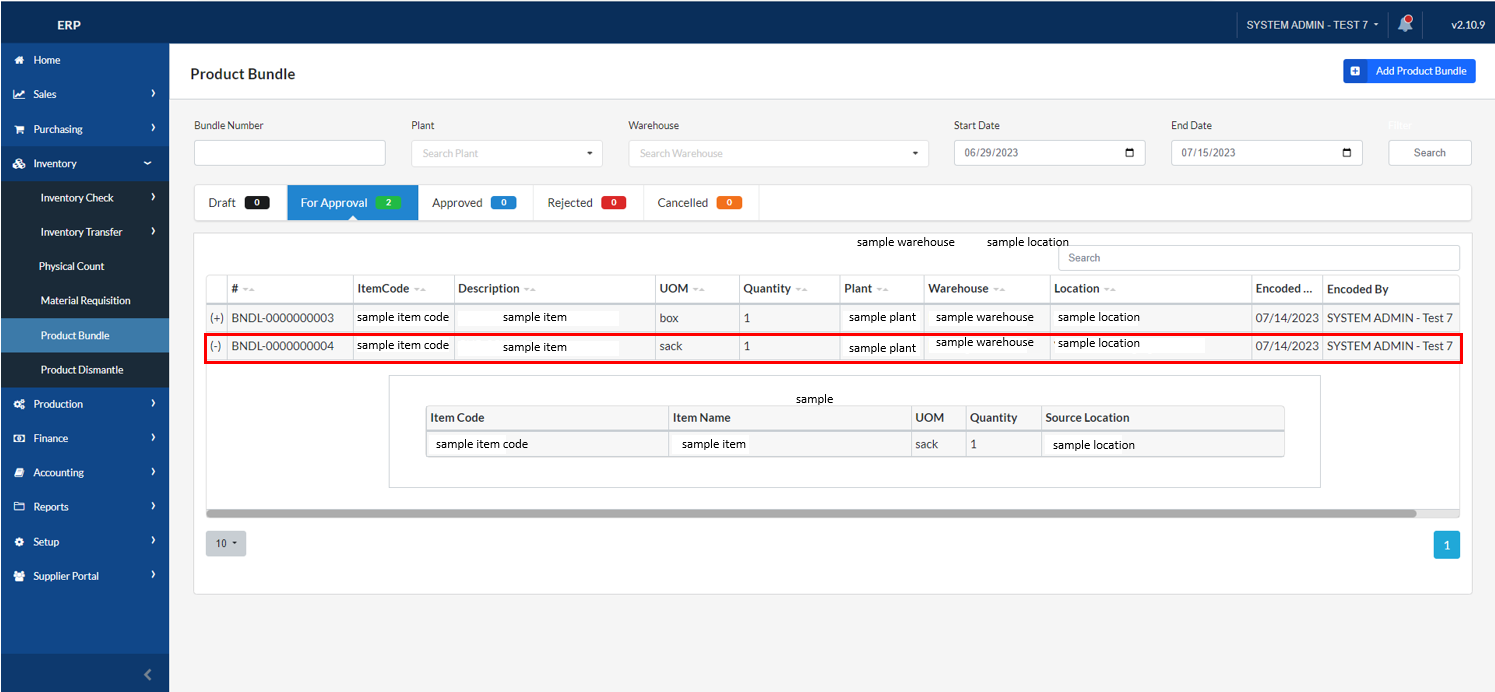 ERP
SYSTEM ADMIN - TEST 7
v2.10.9
Home
Sales
Purchasing
Inventory
Inventory Check
Inventory Transfer
Physical Count
Material Requisition
Product Bundle
Product Dismantle
Production
Finance
Accounting
Reports
Setup
Supplier Portal
Product Bundle
Add Product Bundle
Bundle Number Plant Warehouse Start Date End Date Filter
Search Plant Search Warehouse 06/29/2023 07/15/2023 Search
Draft 0 For Approval 2 Approved 0 Rejected 0 Cancelled 0
sample warehouse sample location
Search
# ItemCode Description UOM Quantity Plant Warehouse Location Encoded ... Encoded By
(+) BNDL-0000000003 sample item code sample item box 1 sample plant sample warehouse sample location 07/14/2023 SYSTEM ADMIN - Test 7
(-) BNDL-0000000004 sample item code sample item sack 1 sample plant sample warehouse sample location 07/14/2023 SYSTEM ADMIN - Test 7
sample
Item Code Item Name UOM Quantity Source Location
sample item code sample item sack 1 sample location
10
1